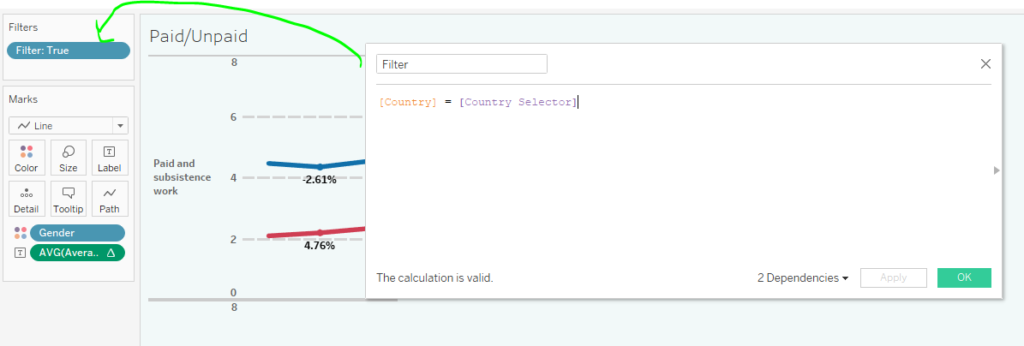 Filters
Filter: True
Marks
Line
Color
Size
Label
Detail
Tooltip
Path
Gender
AVG(Avera..
Paid/Unpaid
8
6
Paid and
subsistence
work
4
-2.61%
2
4.76%
0
8
Filter
[Country] = [Country Selector]
The calculation is valid.
2 Dependencies
Apply
OK